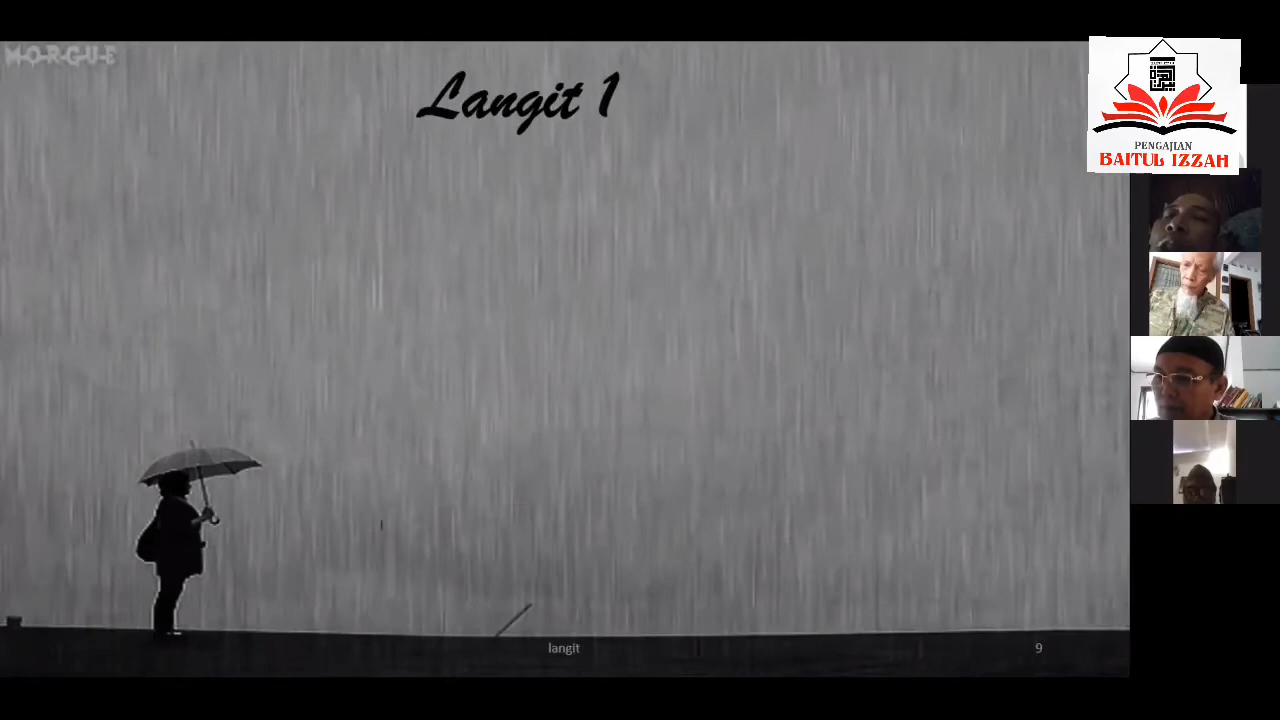 M-O-R-G-U-E
Langit 1
PENGAJIAN
BAITUL IZZAH
langit
9